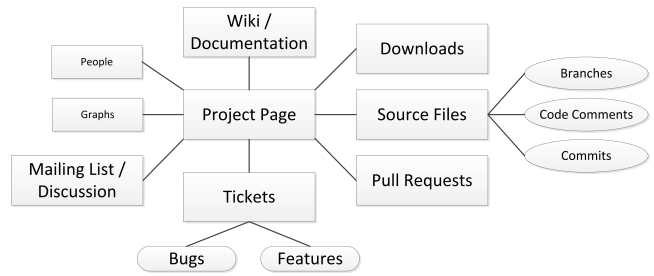 Wiki /
Documentation
Downloads
People
Branches
Graphs
Project Page
Source Files
Code Comments
Commits
Mailing List /
Discussion
Tickets
Pull Requests
Bugs
Features